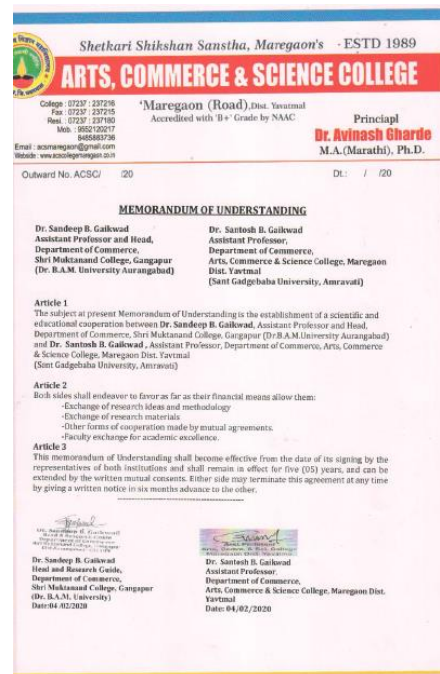 Shetkari Shikshan Sanstha, Maregaon's - ESTD 1989
ARTS, COMMERCE & SCIENCE COLLEGE
College : 07237 : 237216
Fax : 07237 : 237215
Resi. : 07237 : 237180
Mob. : 9552120217
8485883736
Email : acsmaregaon@gmail.com
Website : www.acscollegemaregaon.co.in
'Maregaon (Road), Dist. Yavatmal
Accredited with 'B+' Grade by NAAC
Princiapl
Dr. Avinash Gharde
M.A.(Marathi), Ph.D.
Outward No. ACSC/ /20
Dt.: / /20
MEMORANDUM OF UNDERSTANDING
Dr. Sandeep B. Gaikwad
Assistant Professor and Head,
Department of Commerce,
Shri Muktanand College, Gangapur
(Dr. B.A.M. University Aurangabad)
Dr. Santosh B. Gaikwad
Assistant Professor,
Department of Commerce,
Arts, Commerce & Science College, Maregaon
Dist. Yavtmal
(Sant Gadgebaba University, Amravati)
Article 1
The subject at present Memorandum of Understanding is the establishment of a scientific and
educational cooperation between Dr. Sandeep B. Gaikwad, Assistant Professor and Head,
Department of Commerce, Shri Muktanand College, Gangapur (Dr.B.A.M.University Aurangabad)
and Dr. Santosh B. Gaikwad , Assistant Professor, Department of Commerce, Arts, Commerce
& Science College, Maregaon Dist. Yavtmal
(Sant Gadgebaba University, Amravati)
Article 2
Both sides shall endeavor to favor as far as their financial means allow them:
-Exchange of research ideas and methodology
-Exchange of research materials
-Other forms of cooperation made by mutual agreements.
-Faculty exchange for academic excellence.
Article 3
This memorandum of Understanding shall become effective from the date of its signing by the
representatives of both institutions and shall remain in effect for five (05) years, and can be
extended by the written mutual consents. Either side may terminate this agreement at any time
by giving a written notice in six months advance to the other.
Dr. Sandeep B. Gaikwad
Head and Research Guide,
Department of Commerce,
Shri Muktanand College, Gangapur
(Dr. B.A.M. University)
Date:04 /02/2020
Dr. Santosh B. Gaikwad
Assistant Professor,
Department of Commerce,
Arts, Commerce & Science College, Maregaon Dist.
Yavtmal
Date: 04/02/2020